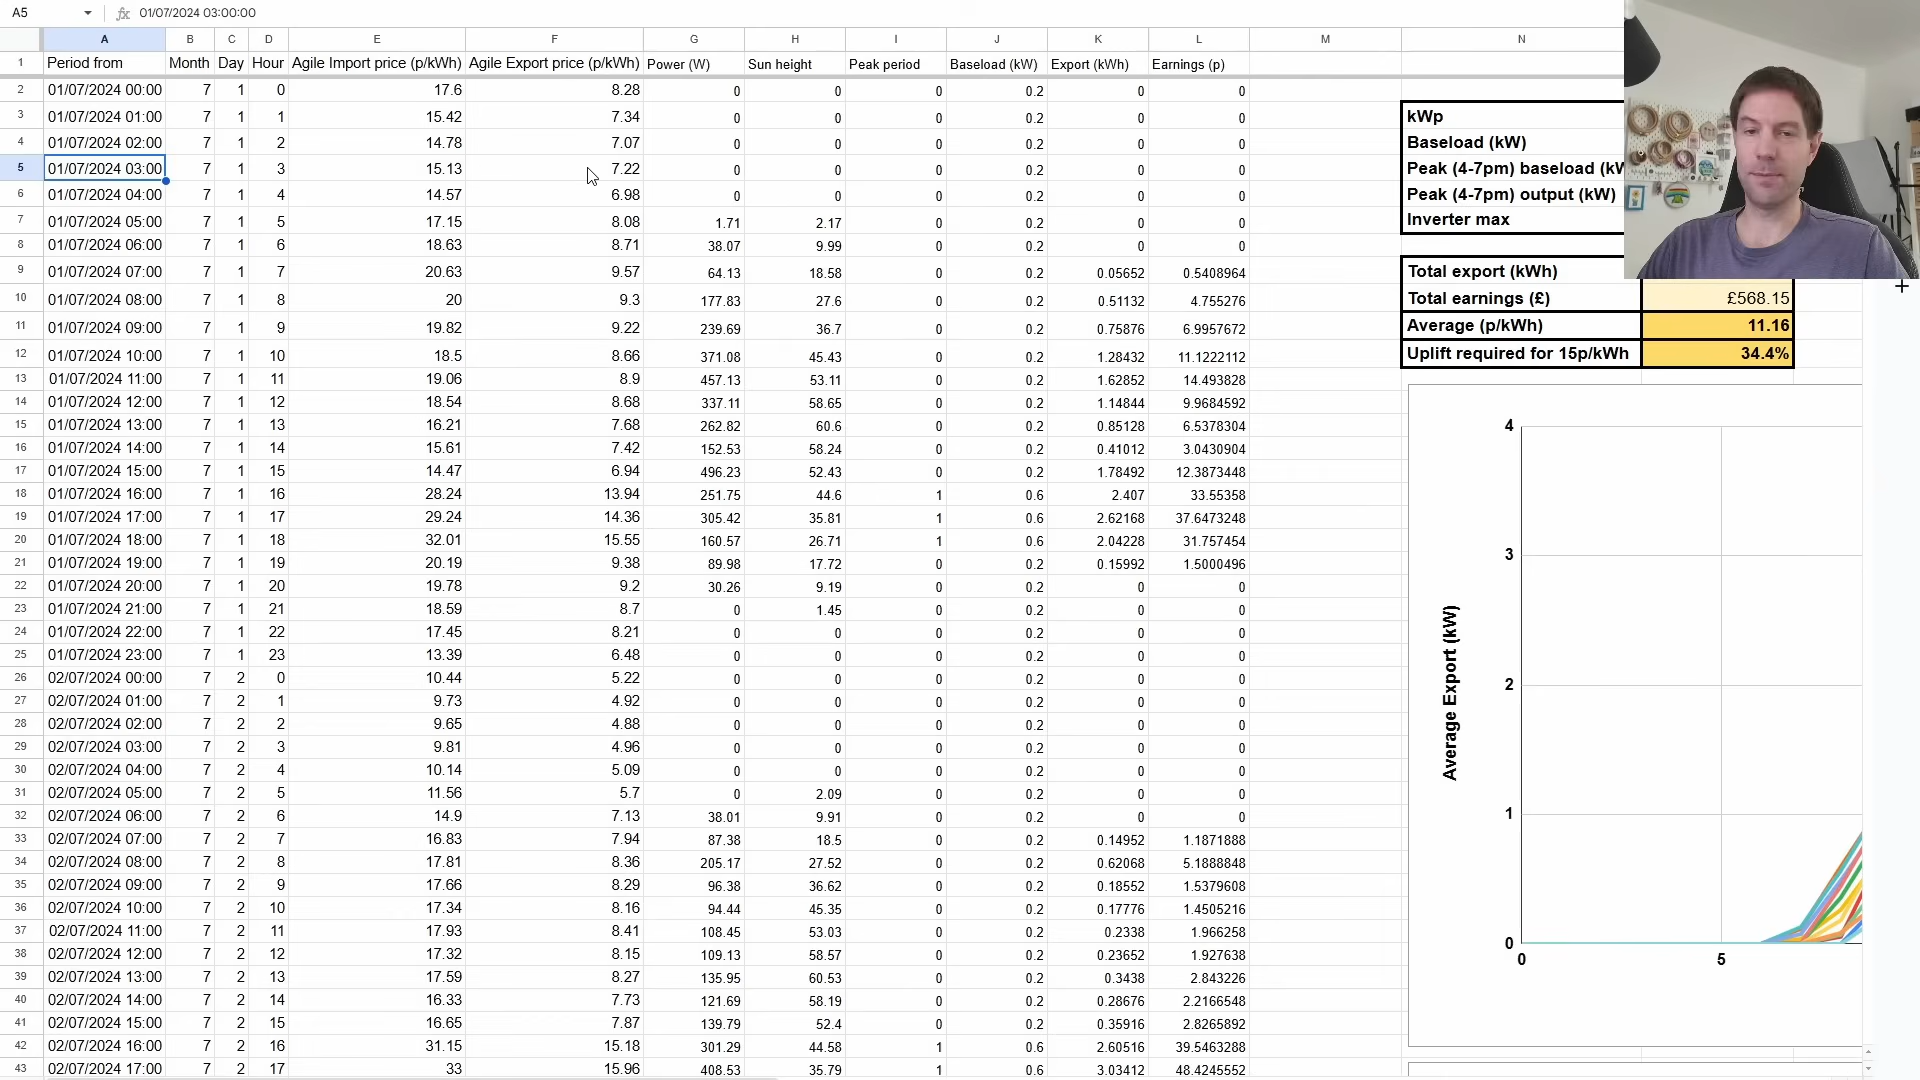 A5 fx 01/07/2024 03:00:00
A B C D E F G H I J K L M N
1 Period from Month Day Hour Agile Import price (p/kWh) Agile Export price (p/kWh) Power (W) Sun height Peak period Baseload (kW) Export (kWh) Earnings (p)
2 01/07/2024 00:00 7 1 0 17.6 8.28 0 0 0 0.2 0 0
3 01/07/2024 01:00 7 1 1 15.42 7.34 0 0 0 0.2 0 0 kWp
4 01/07/2024 02:00 7 1 2 14.78 7.07 0 0 0 0.2 0 0 Baseload (kW)
5 01/07/2024 03:00 7 1 3 15.13 7.22 0 0 0 0.2 0 0 Peak (4-7pm) baseload (kW
6 01/07/2024 04:00 7 1 4 14.57 6.98 0 0 0 0.2 0 0 Peak (4-7pm) output (kW)
7 01/07/2024 05:00 7 1 5 17.15 8.08 1.71 2.17 0 0.2 0 0 Inverter max
8 01/07/2024 06:00 7 1 6 18.63 8.71 38.07 9.99 0 0.2 0 0
9 01/07/2024 07:00 7 1 7 20.63 9.57 64.13 18.58 0 0.2 0.05652 0.5408964 Total export (kWh)
10 01/07/2024 08:00 7 1 8 20 9.3 177.83 27.6 0 0.2 0.51132 4.755276 Total earnings (£) £568.15
11 01/07/2024 09:00 7 1 9 19.82 9.22 239.69 36.7 0 0.2 0.75876 6.9957672 Average (p/kWh) 11.16
12 01/07/2024 10:00 7 1 10 18.5 8.66 371.08 45.43 0 0.2 1.28432 11.1222112 Uplift required for 15p/kWh 34.4%
13 01/07/2024 11:00 7 1 11 19.06 8.9 457.13 53.11 0 0.2 1.62852 14.493828
14 01/07/2024 12:00 7 1 12 18.54 8.68 337.11 58.65 0 0.2 1.14844 9.9684592
15 01/07/2024 13:00 7 1 13 16.21 7.68 262.82 60.6 0 0.2 0.85128 6.5378304
16 01/07/2024 14:00 7 1 14 15.61 7.42 152.53 58.24 0 0.2 0.41012 3.0430904
17 01/07/2024 15:00 7 1 15 14.47 6.94 496.23 52.43 0 0.2 1.78492 12.3873448
18 01/07/2024 16:00 7 1 16 28.24 13.94 251.75 44.6 1 0.6 2.407 33.55358
19 01/07/2024 17:00 7 1 17 29.24 14.36 305.42 35.81 1 0.6 2.62168 37.6473248
20 01/07/2024 18:00 7 1 18 32.01 15.55 160.57 26.71 1 0.6 2.04228 31.757454
21 01/07/2024 19:00 7 1 19 20.19 9.38 89.98 17.72 0 0.2 0.15992 1.5000496
22 01/07/2024 20:00 7 1 20 19.78 9.2 30.26 9.19 0 0.2 0 0
23 01/07/2024 21:00 7 1 21 18.59 8.7 0 1.45 0 0.2 0 0
24 01/07/2024 22:00 7 1 22 17.45 8.21 0 0 0 0.2 0 0
25 01/07/2024 23:00 7 1 23 13.39 6.48 0 0 0 0.2 0 0
26 02/07/2024 00:00 7 2 0 10.44 5.22 0 0 0 0.2 0 0
27 02/07/2024 01:00 7 2 1 9.73 4.92 0 0 0 0.2 0 0
28 02/07/2024 02:00 7 2 2 9.65 4.88 0 0 0 0.2 0 0
29 02/07/2024 03:00 7 2 3 9.81 4.96 0 0 0 0.2 0 0
30 02/07/2024 04:00 7 2 4 10.14 5.09 0 0 0 0.2 0 0
31 02/07/2024 05:00 7 2 5 11.56 5.7 0 2.09 0 0.2 0 0
32 02/07/2024 06:00 7 2 6 14.9 7.13 38.01 9.91 0 0.2 0 0
33 02/07/2024 07:00 7 2 7 16.83 7.94 87.38 18.5 0 0.2 0.14952 1.1871888
34 02/07/2024 08:00 7 2 8 17.81 8.36 205.17 27.52 0 0.2 0.62068 5.1888848
35 02/07/2024 09:00 7 2 9 17.66 8.29 96.38 36.62 0 0.2 0.18552 1.5379608
36 02/07/2024 10:00 7 2 10 17.34 8.16 94.44 45.35 0 0.2 0.17776 1.4505216
37 02/07/2024 11:00 7 2 11 17.93 8.41 108.45 53.03 0 0.2 0.2338 1.966258
38 02/07/2024 12:00 7 2 12 17.32 8.15 109.13 58.57 0 0.2 0.23652 1.927638
39 02/07/2024 13:00 7 2 13 17.59 8.27 135.95 60.53 0 0.2 0.3438 2.843226
40 02/07/2024 14:00 7 2 14 16.33 7.73 121.69 58.19 0 0.2 0.28676 2.2166548
41 02/07/2024 15:00 7 2 15 16.65 7.87 139.79 52.4 0 0.2 0.35916 2.8265892
42 02/07/2024 16:00 7 2 16 31.15 15.18 301.29 44.58 1 0.6 2.60516 39.5463288
43 02/07/2024 17:00 7 2 17 33 15.96 408.53 35.79 1 0.6 3.03412 48.4245552
Average Export (kW)
4
3
2
1
0
0 5